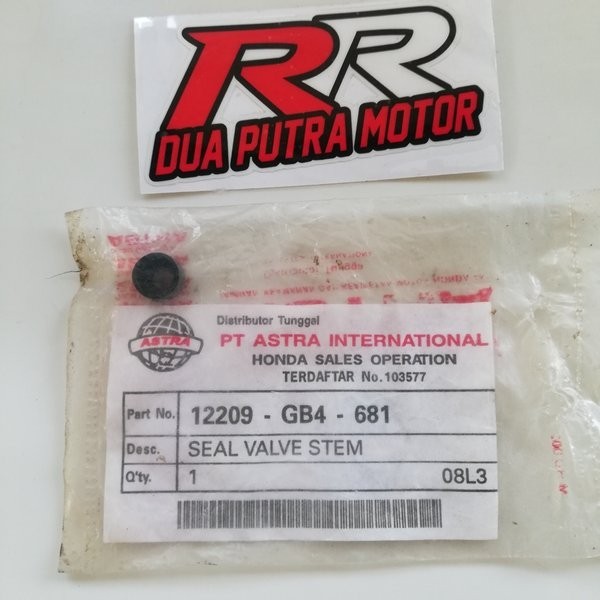 RR
DUA PUTRA MOTOR
ASTRA
ASTRA
Distributor Tunggal
PT ASTRA INTERNATIONAL
HONDA SALES OPERATION
TERDAFTAR No. 103577
Part No. 12209 - GB4 - 681
Desc. SEAL VALVE STEM
Q'ty. 1 08L3